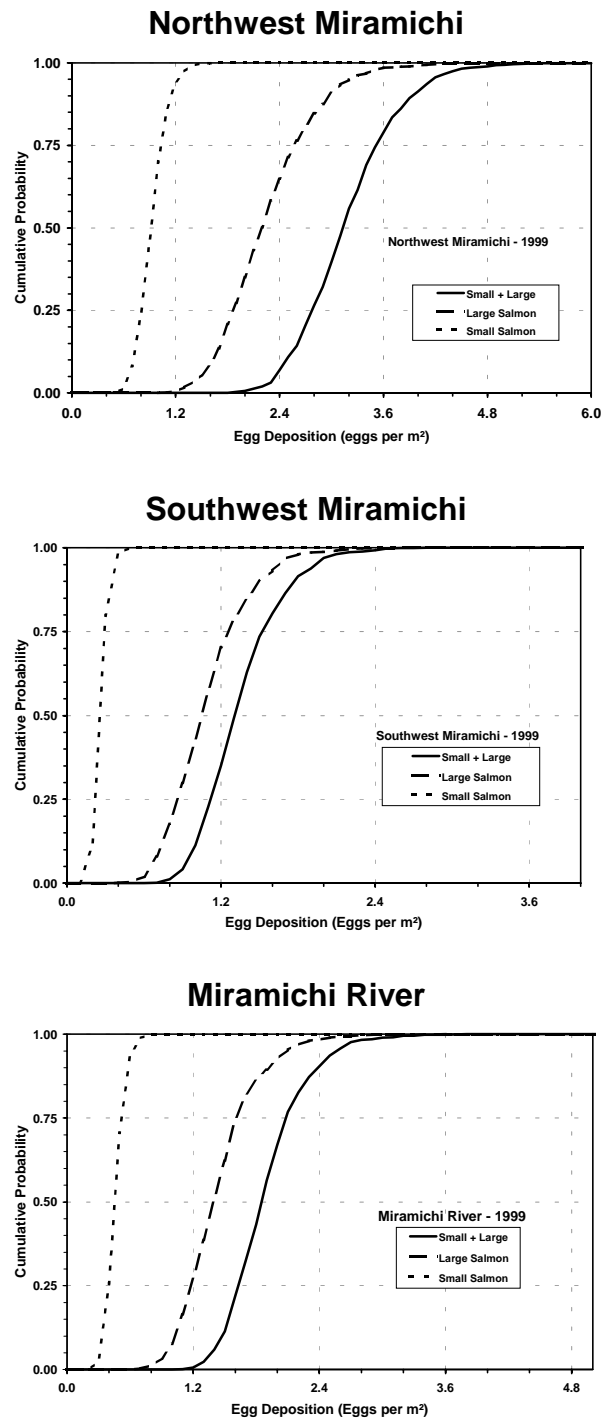 Northwest Miramichi
1.00
0.75
0.50
0.25
0.00
Cumulative Probability
Northwest Miramichi - 1999
Small + Large
'Large Salmon
Small Salmon
0.0 1.2 2.4 3.6 4.8 6.0
Egg Deposition (eggs per m²)
Southwest Miramichi
1.00
0.75
0.50
0.25
0.00
Cumulative Probability
Southwest Miramichi - 1999
Small + Large
'Large Salmon
Small Salmon
0.0 1.2 2.4 3.6
Egg Deposition (Eggs per m²)
Miramichi River
1.00
0.75
0.50
0.25
0.00
Cumulative Probability
Miramichi River - 1999
Small + Large
'Large Salmon
Small Salmon
0.0 1.2 2.4 3.6 4.8
Egg Deposition (Eggs per m²)